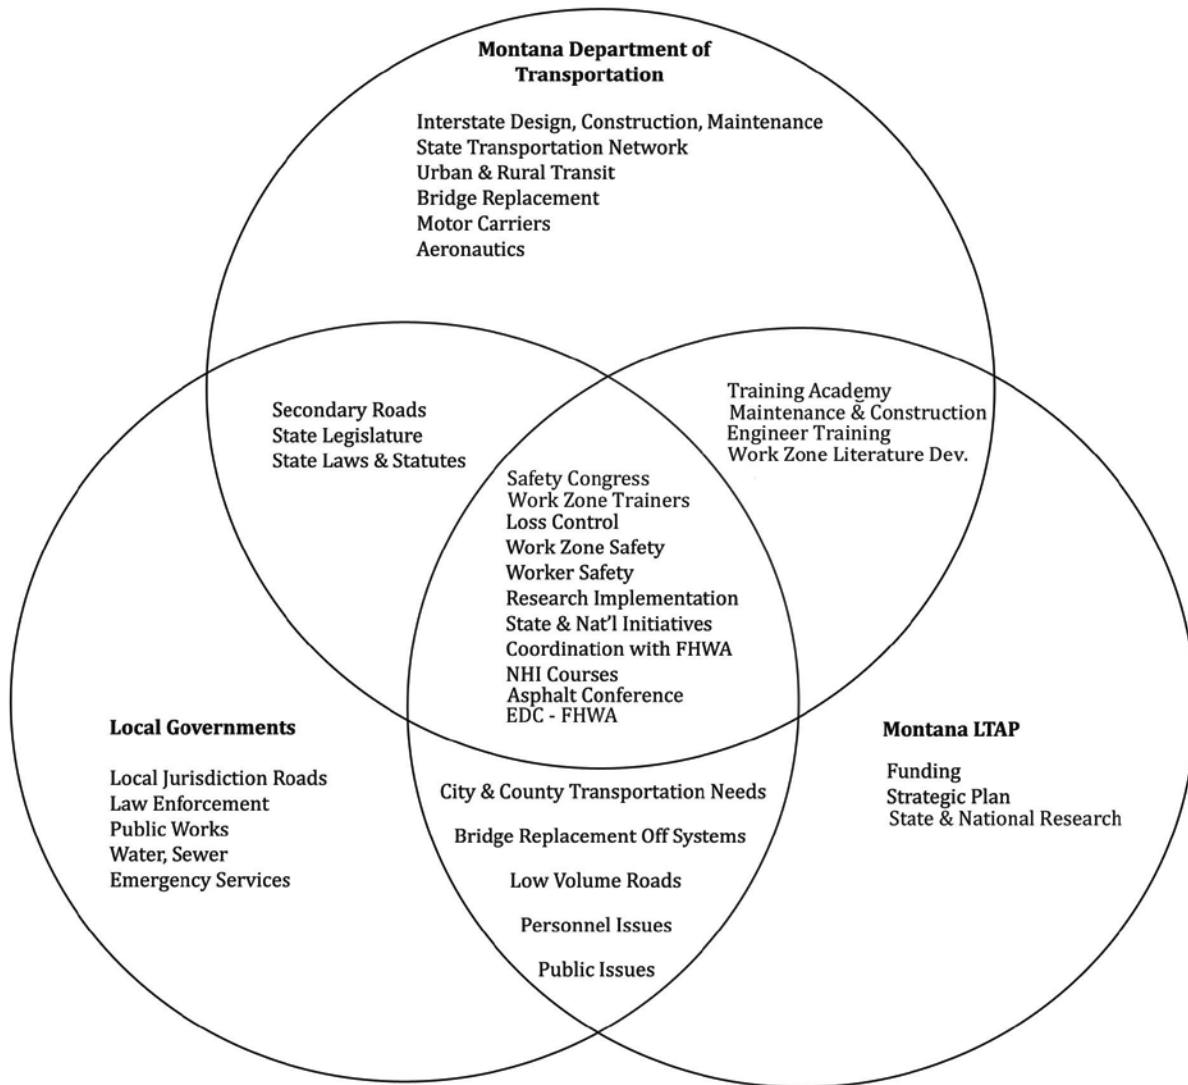 Montana Department of
Transportation
Interstate Design, Construction, Maintenance
State Transportation Network
Urban & Rural Transit
Bridge Replacement
Motor Carriers
Aeronautics
Secondary Roads
State Legislature
State Laws & Statutes
Training Academy
Maintenance & Construction
Engineer Training
Work Zone Literature Dev.
Safety Congress
Work Zone Trainers
Loss Control
Work Zone Safety
Worker Safety
Research Implementation
State & Nat'l Initiatives
Coordination with FHWA
NHI Courses
Asphalt Conference
EDC - FHWA
Local Governments
Local Jurisdiction Roads
Law Enforcement
Public Works
Water, Sewer
Emergency Services
City & County Transportation Needs
Bridge Replacement Off Systems
Low Volume Roads
Personnel Issues
Public Issues
Montana LTAP
Funding
Strategic Plan
State & National Research